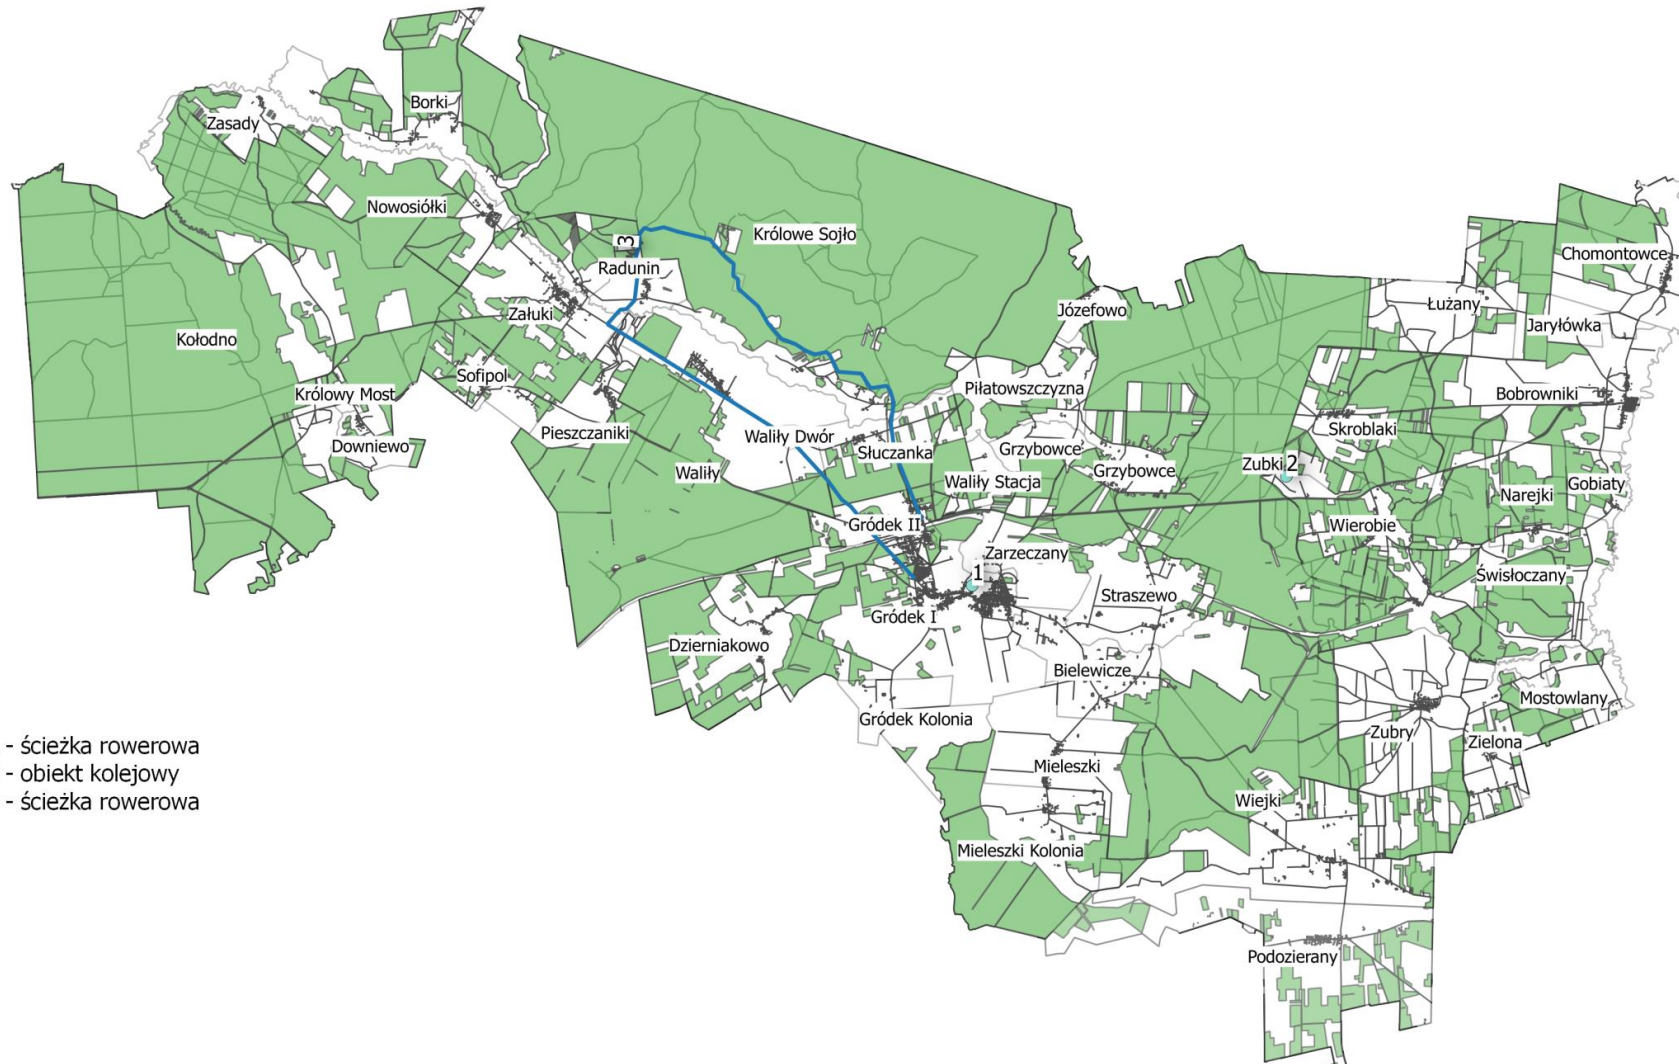 Borki
Zasady
Nowosiółki
3
Królowe Sojło
Radunin
Chomontowce
Józefowo
Łużany
Załuki
Jaryłówka
Kołodno
Sofipol
Królowy Most
Piłatowszczyzna
Bobrowniki
Pieszczaniki
Waliły Dwór
Skroblaki
Downiewo
Słuczanka
Grzybowce
Grzybowce
Zubki
2
Waliły
Waliły Stacja
Narejki
Gobiaty
Gródek II
Wierobie
Zarzeczany
1
Świsłoczany
Straszewo
Gródek I
Dzierniakowo
Bielewicze
Mostowlany
Gródek Kolonia
Zubry
Zielona
- ścieżka rowerowa
- obiekt kolejowy
- ścieżka rowerowa
Mieleszki
Wiejki
Mieleszki Kolonia
Podozierany